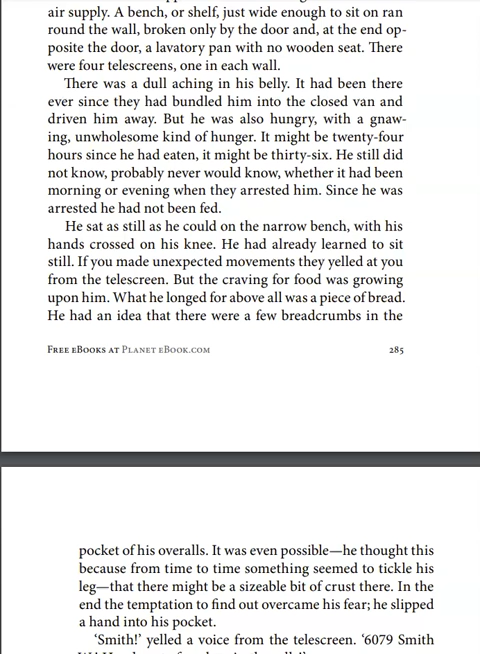 air supply. A bench, or shelf, just wide enough to sit on ran
round the wall, broken only by the door and, at the end op-
posite the door, a lavatory pan with no wooden seat. There
were four telescreens, one in each wall.
There was a dull aching in his belly. It had been there
ever since they had bundled him into the closed van and
driven him away. But he was also hungry, with a gnaw-
ing, unwholesome kind of hunger. It might be twenty-four
hours since he had eaten, it might be thirty-six. He still did
not know, probably never would know, whether it had been
morning or evening when they arrested him. Since he was
arrested he had not been fed.
He sat as still as he could on the narrow bench, with his
hands crossed on his knee. He had already learned to sit
still. If you made unexpected movements they yelled at you
from the telescreen. But the craving for food was growing
upon him. What he longed for above all was a piece of bread.
He had an idea that there were a few breadcrumbs in the
Free eBooks at Planet eBook.com 285
pocket of his overalls. It was even possible—he thought this
because from time to time something seemed to tickle his
leg—that there might be a sizeable bit of crust there. In the
end the temptation to find out overcame his fear; he slipped
a hand into his pocket.
‘Smith!’ yelled a voice from the telescreen. ‘6079 Smith